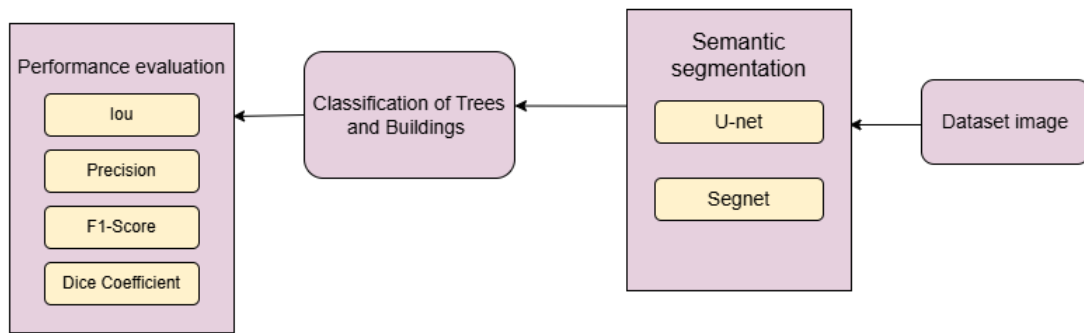 Performance evaluation
Iou
Precision
F1-Score
Dice Coefficient
Classification of Trees
and Buildings
Semantic
segmentation
U-net
Segnet
Dataset image